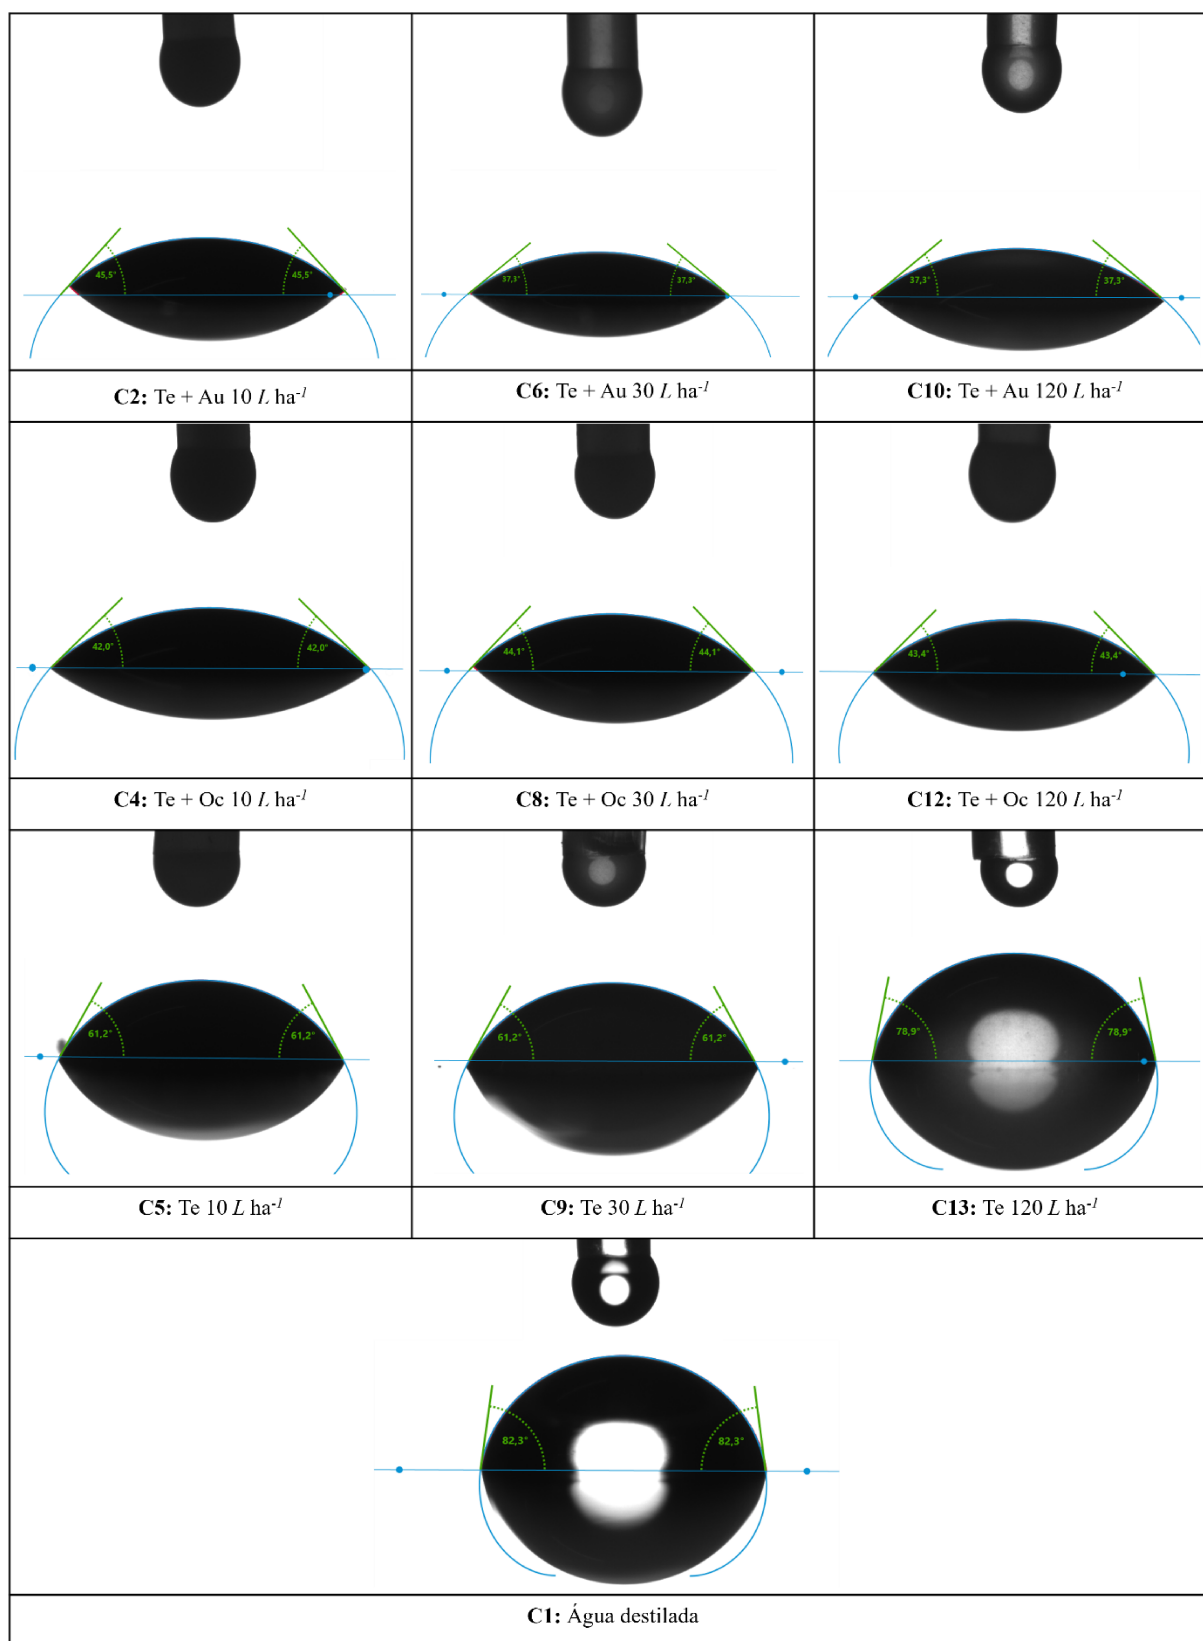 45,5° 45,5° 37,3° 37,3° 37,3° 37,3°
C2: Te + Au 10 L ha⁻¹ C6: Te + Au 30 L ha⁻¹ C10: Te + Au 120 L ha⁻¹
42,0° 42,0° 44,1° 44,1° 43,4° 43,4°
C4: Te + Oc 10 L ha⁻¹ C8: Te + Oc 30 L ha⁻¹ C12: Te + Oc 120 L ha⁻¹
61,2° 61,2° 61,2° 61,2° 78,9° 78,9°
C5: Te 10 L ha⁻¹ C9: Te 30 L ha⁻¹ C13: Te 120 L ha⁻¹
82,3° 82,3°
C1: Água destilada